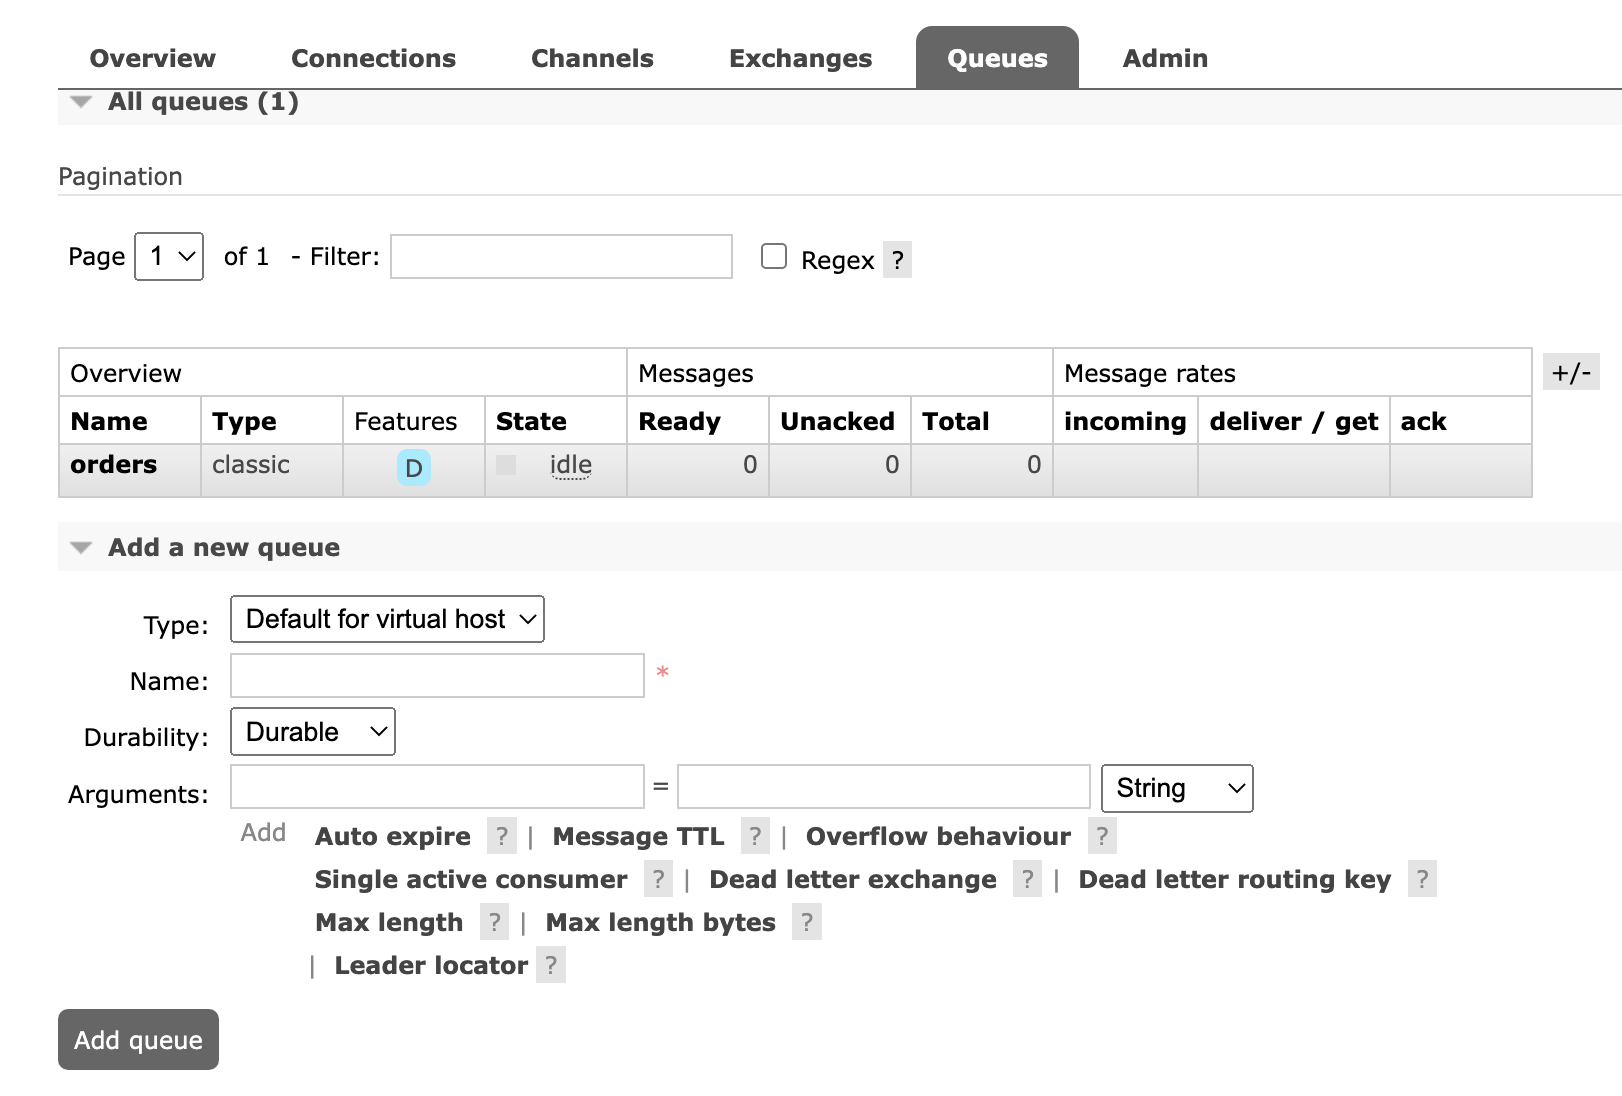 Overview Connections Channels Exchanges Queues Admin
All queues (1)
Pagination
Page 1 of 1 - Filter: Regex ?
Overview Messages Message rates +/-
Name Type Features State Ready Unacked Total incoming deliver / get ack
orders classic D idle 0 0 0
Add a new queue
Type: Default for virtual host
Name: *
Durability: Durable
Arguments: = String
Add Auto expire ? | Message TTL ? | Overflow behaviour ?
Single active consumer ? | Dead letter exchange ? | Dead letter routing key ?
Max length ? | Max length bytes ?
| Leader locator ?
Add queue